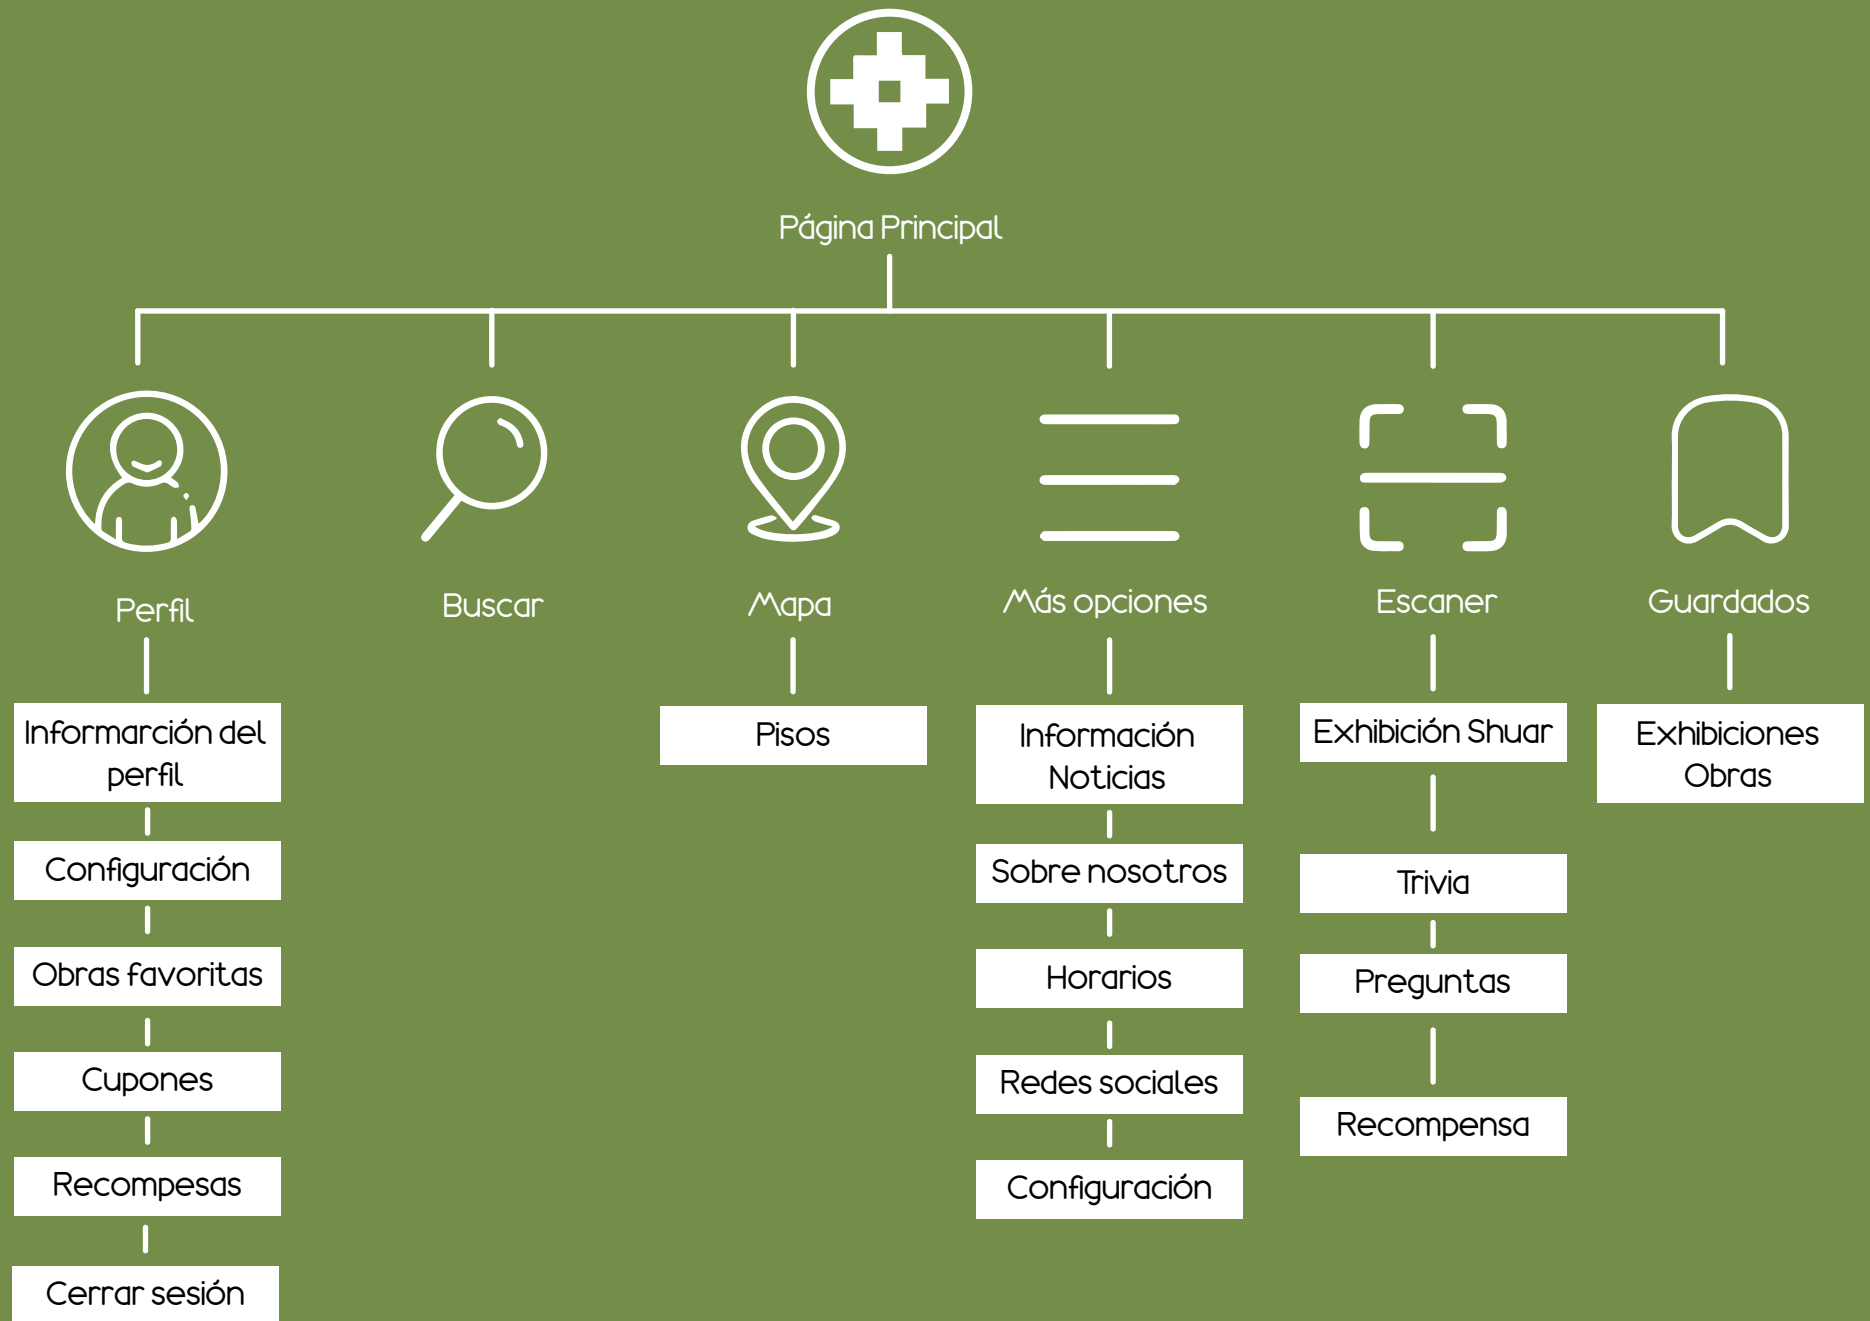 Página Principal
Perfil
Buscar
Mapa
Más opciones
Escaner
Guardados
Informarción del
perfil
Configuración
Obras favoritas
Cupones
Recompesas
Cerrar sesión
Pisos
Información
Noticias
Sobre nosotros
Horarios
Redes sociales
Configuración
Exhibición Shuar
Trivia
Preguntas
Recompensa
Exhibiciones
Obras